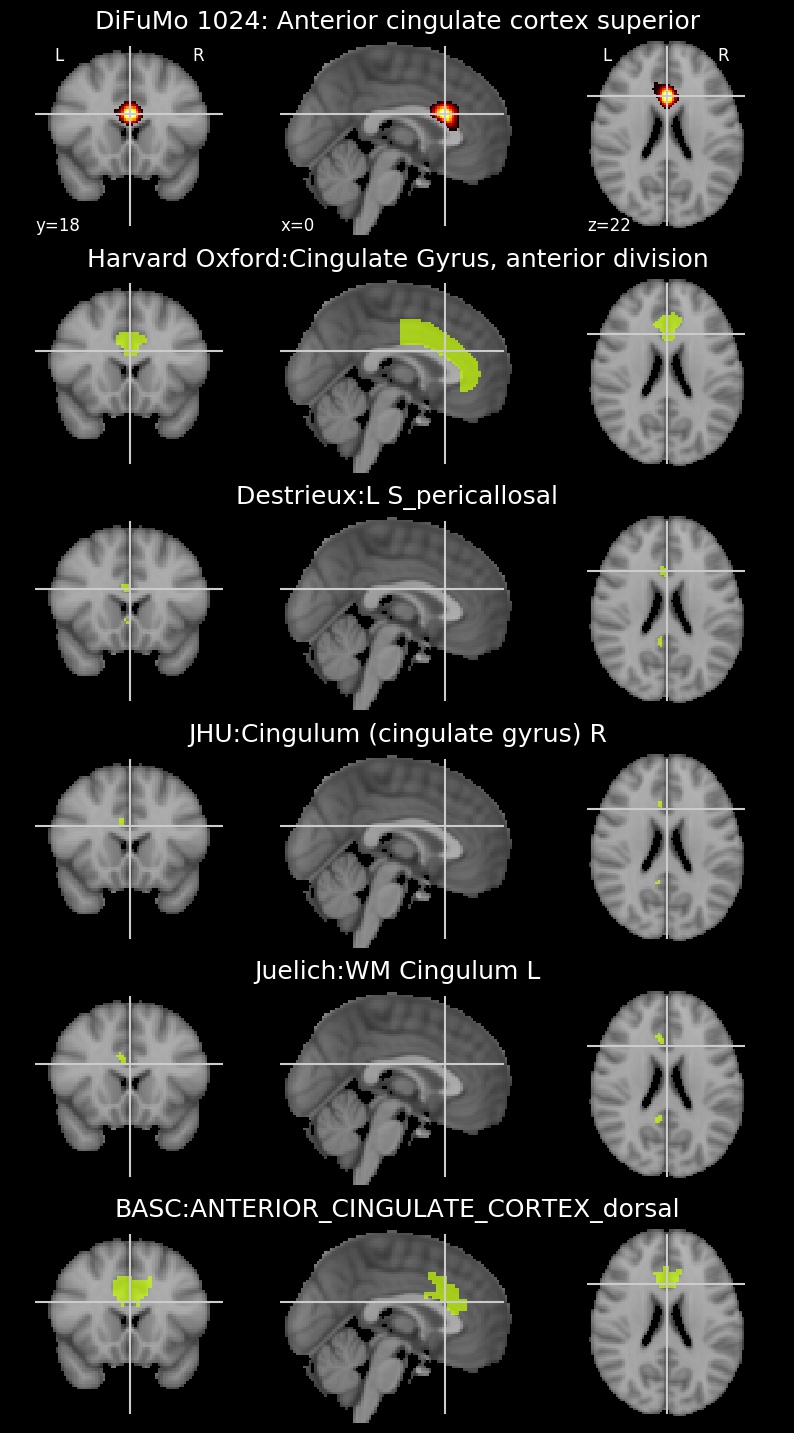 DiFuMo 1024: Anterior cingulate cortex superior
L R L R
y=18 x=0 z=22
Harvard Oxford:Cingulate Gyrus, anterior division
Destrieux:L S_pericallosal
JHU:Cingulum (cingulate gyrus) R
Juelich:WM Cingulum L
BASC:ANTERIOR_CINGULATE_CORTEX_dorsal